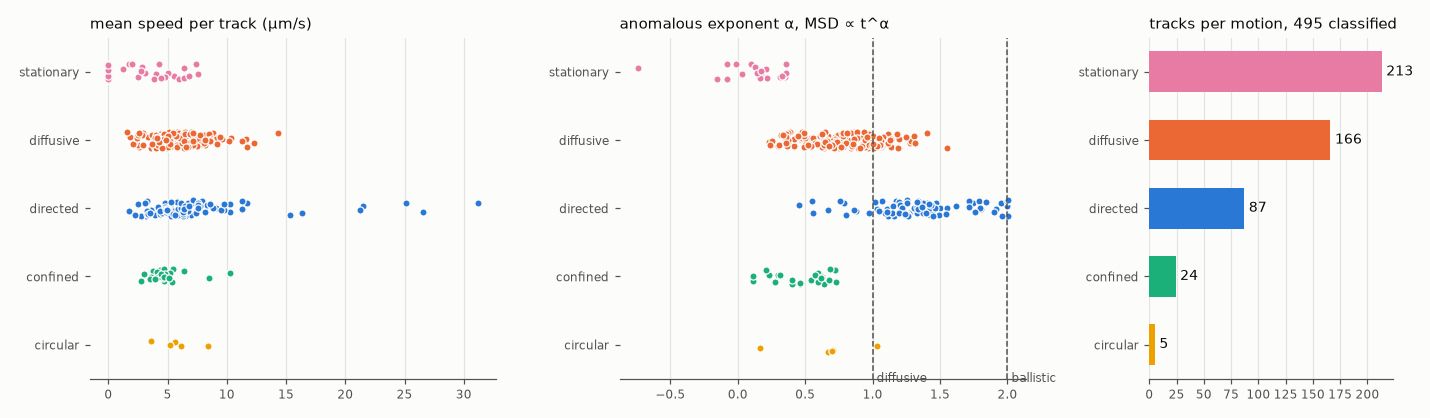 mean speed per track (µm/s)
stationary
diffusive
directed
confined
circular
0 5 10 15 20 25 30
anomalous exponent α, MSD ∝ t^α
stationary
diffusive
directed
confined
circular
diffusive
ballistic
−0.5 0.0 0.5 1.0 1.5 2.0
tracks per motion, 495 classified
stationary 213
diffusive 166
directed 87
confined 24
circular 5
0 25 50 75 100 125 150 175 200